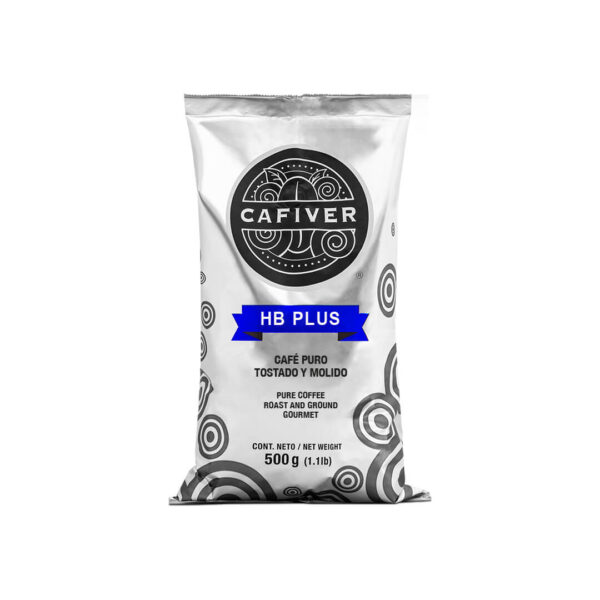 CAFIVER
®
HB PLUS
CAFÉ PURO
TOSTADO Y MOLIDO
PURE COFFEE
ROAST AND GROUND
GOURMET
CONT. NETO / NET WEIGHT
500 g (1.1lb)